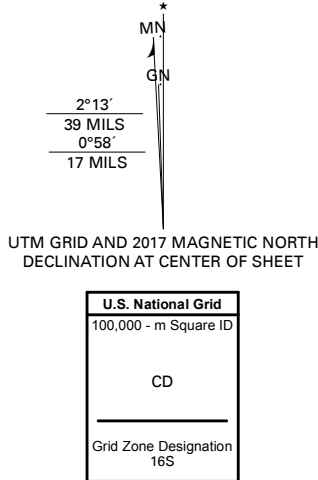 MN
GN
2°13´
39 MILS
0°58´
17 MILS
UTM GRID AND 2017 MAGNETIC NORTH
DECLINATION AT CENTER OF SHEET
U.S. National Grid
100,000 - m Square ID
CD
Grid Zone Designation
16S